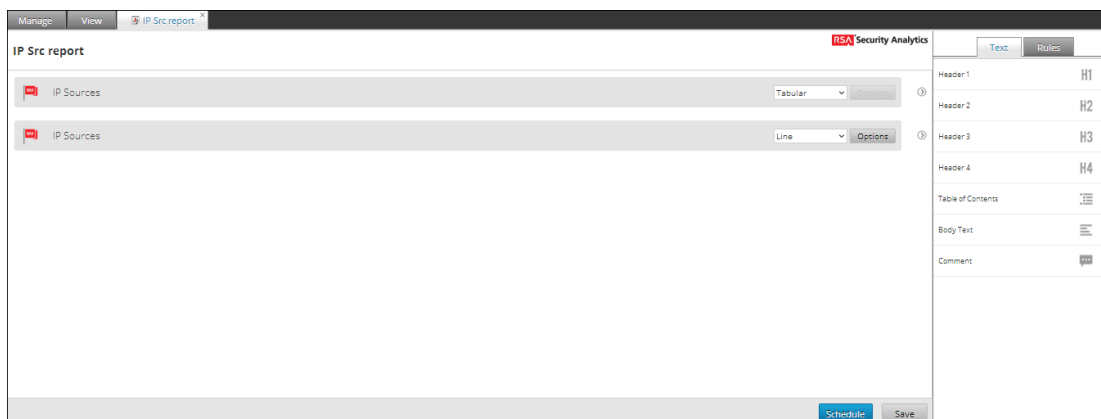 Manage View IP Src report ×
IP Src report
RSA Security Analytics
IP Sources Tabular Options
IP Sources Line Options
Schedule Save
Text Rules
Header 1 H1
Header 2 H2
Header 3 H3
Header 4 H4
Table of Contents
Body Text
Comment